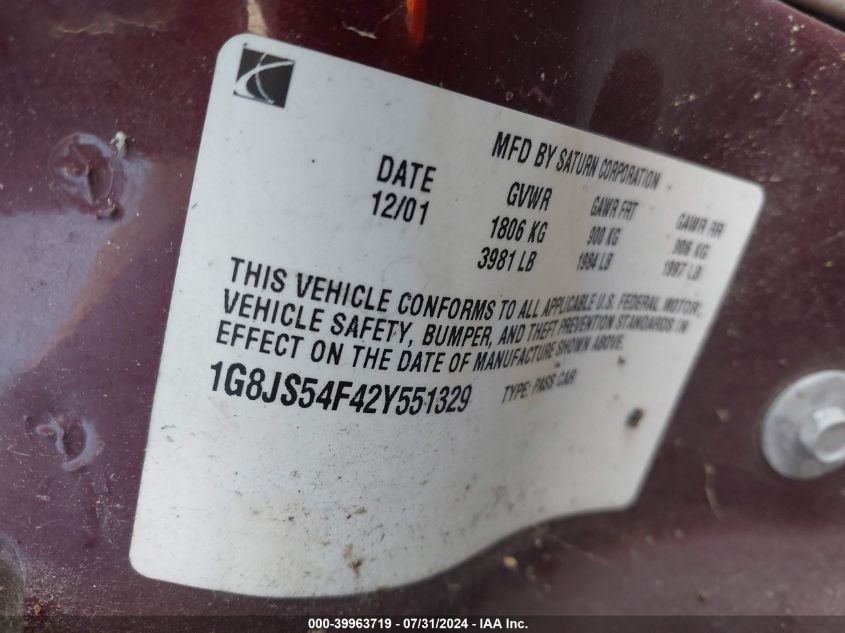 MFD BY SATURN CORPORATION
DATE GVWR GAWR FRT GAWR RR
12/01 1806 KG 900 KG 906 KG
3981 LB 1984 LB 1997 LB
THIS VEHICLE CONFORMS TO ALL APPLICABLE U.S. FEDERAL MOTOR
VEHICLE SAFETY, BUMPER, AND THEFT PREVENTION STANDARDS IN
EFFECT ON THE DATE OF MANUFACTURE SHOWN ABOVE.
1G8JS54F42Y551329 TYPE: PASS CAR
000-39963719 - 07/31/2024 - IAA Inc.